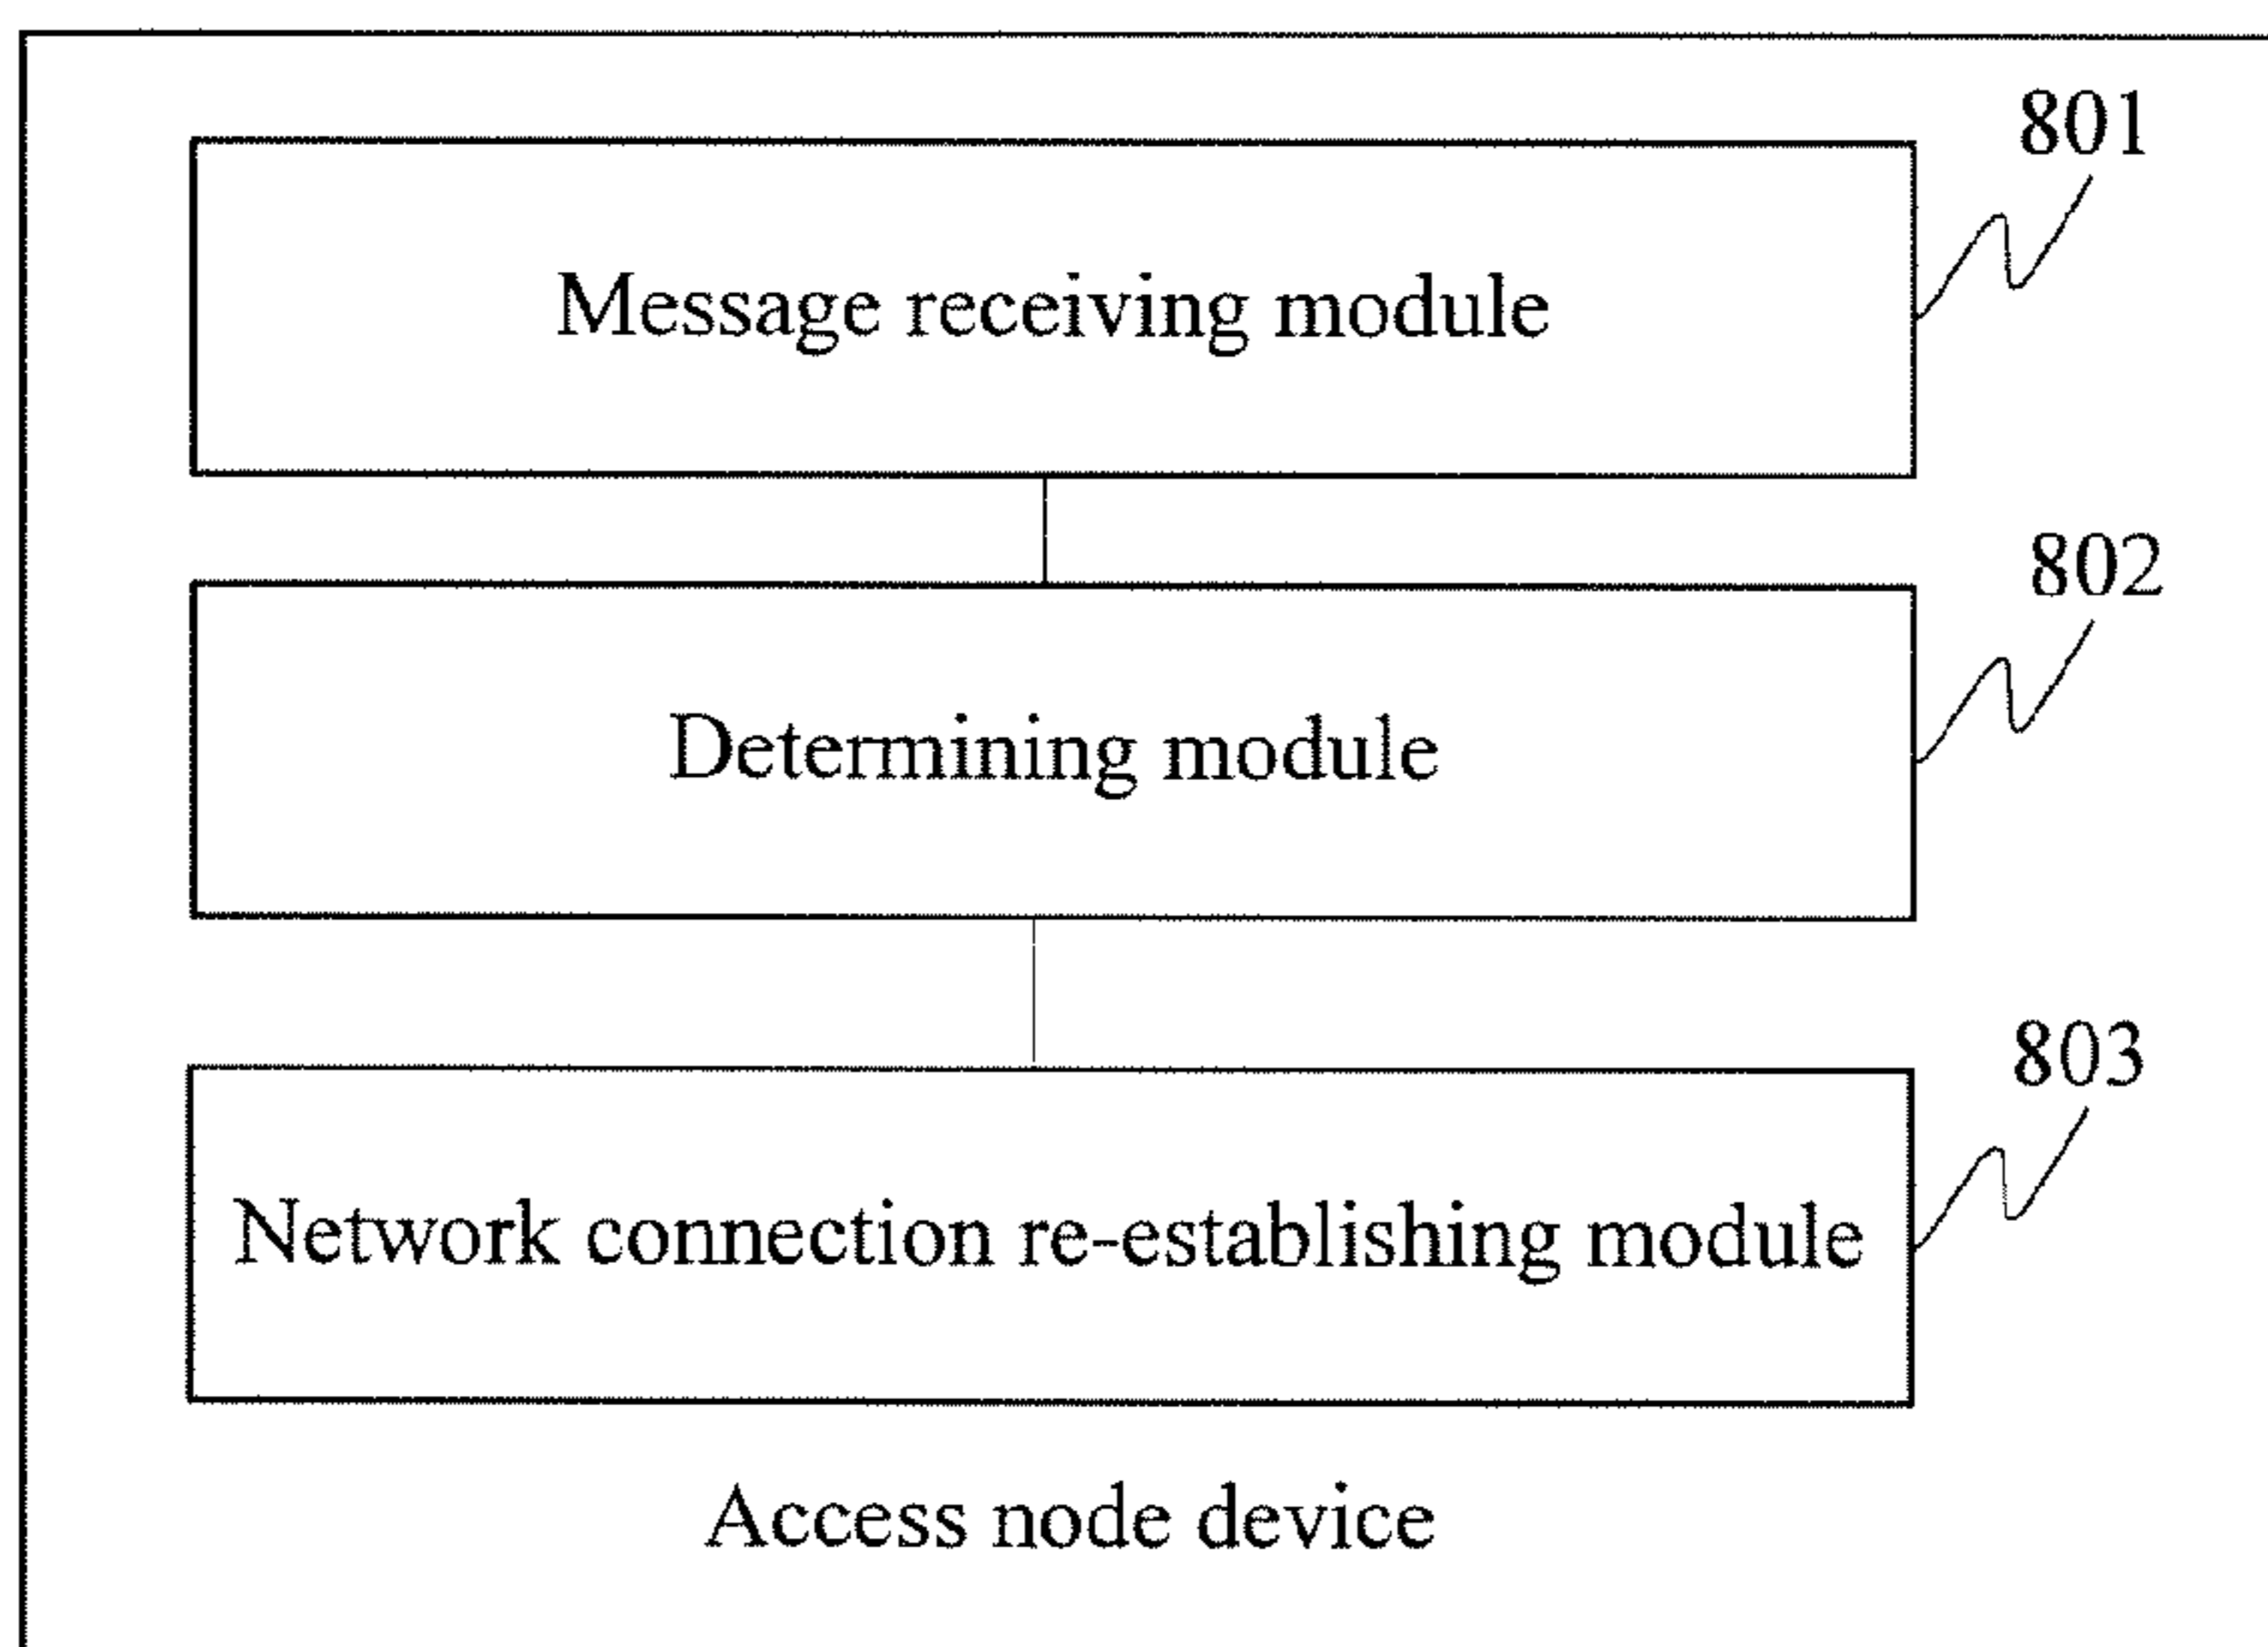 801
Message receiving module
802
Determining module
803
Network connection re-establishing module
Access node device